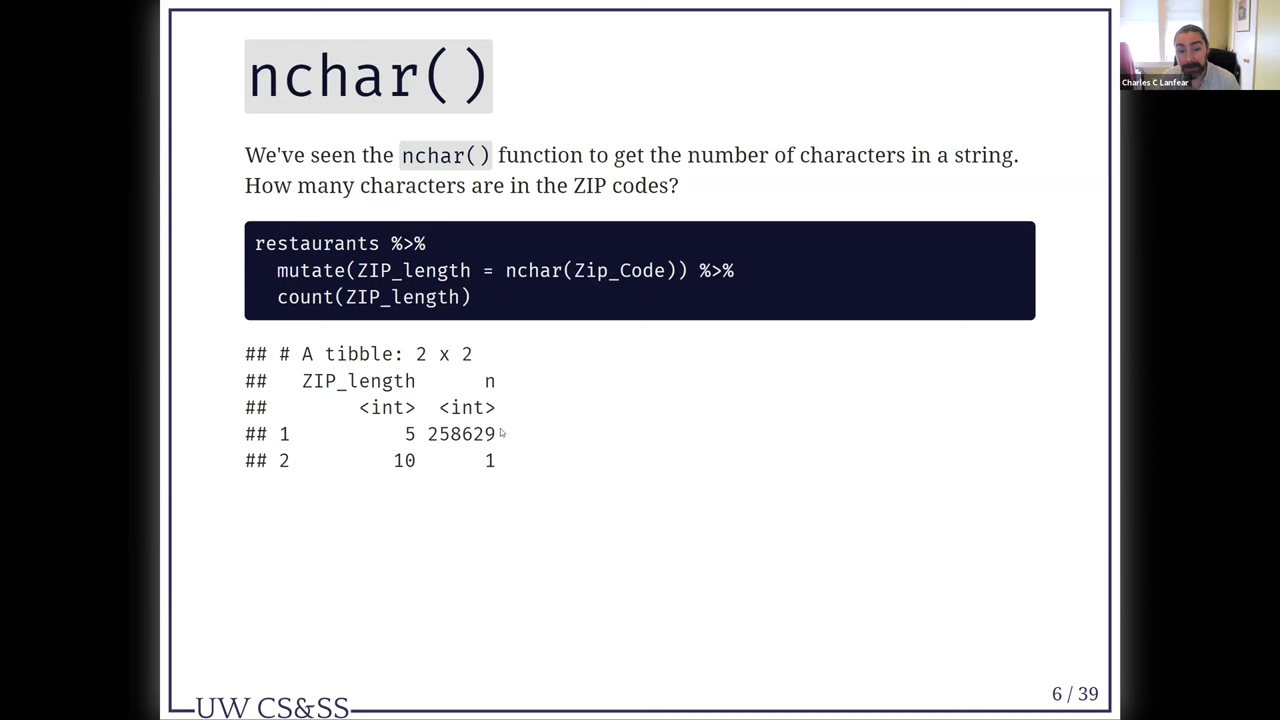 nchar()
We've seen the nchar() function to get the number of characters in a string.
How many characters are in the ZIP codes?
restaurants %>%
  mutate(ZIP_length = nchar(Zip_Code)) %>%
  count(ZIP_length)
## # A tibble: 2 x 2
##   ZIP_length      n
##        <int>  <int>
## 1          5 258629
## 2         10      1
6 / 39
UW CS&SS
Charles C Lanfear